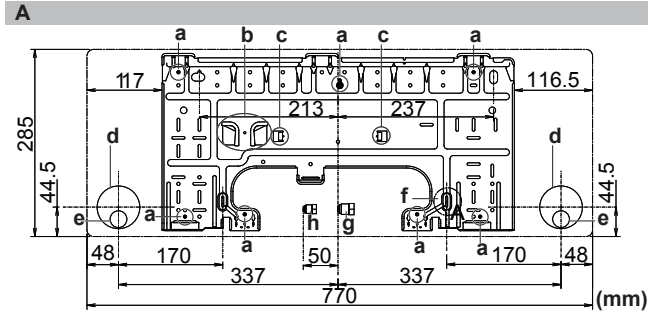 A
a b c a c a
117 116.5
213 237
285
d d
44.5 44.5
f A
a e h g e
a a a
48 170 50 170 48
337 337
770 (mm)